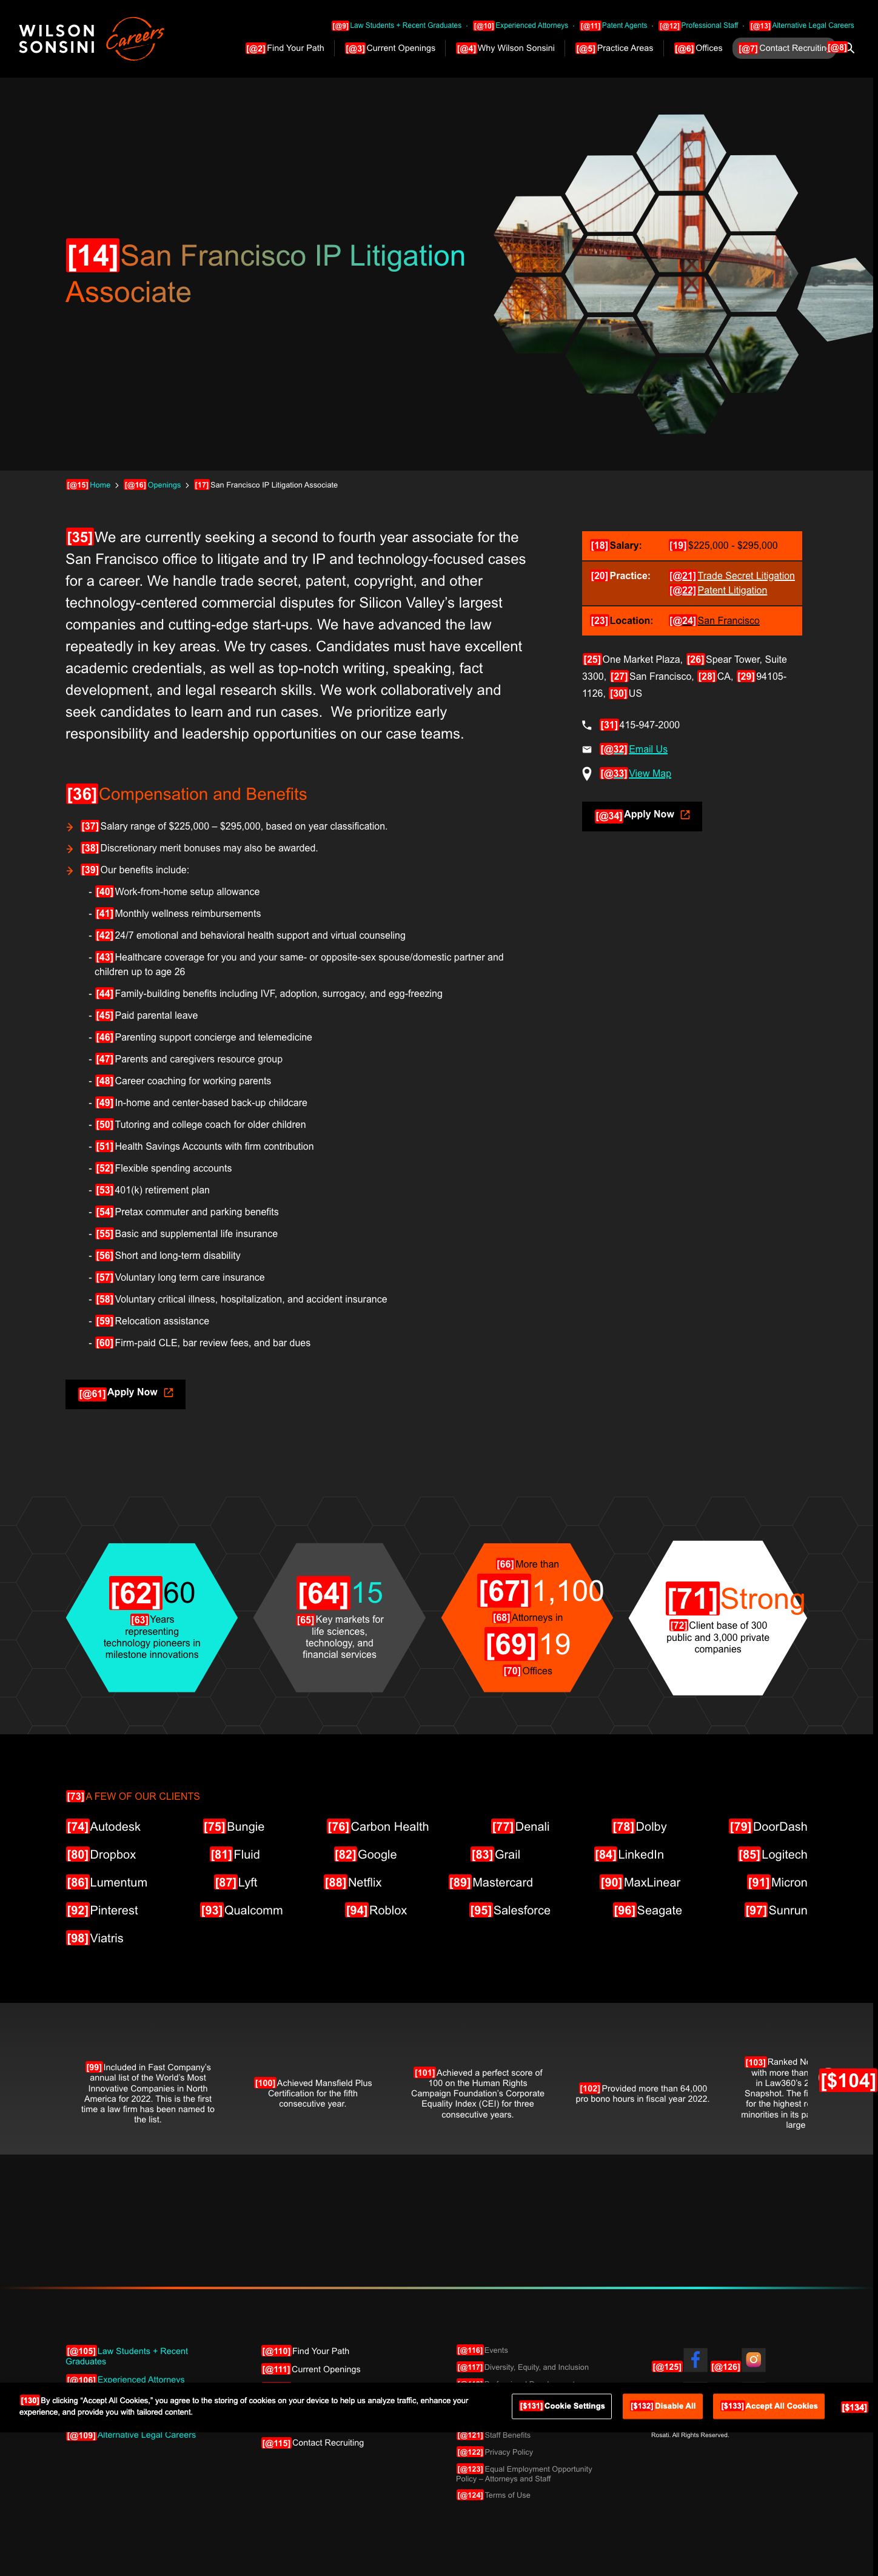 WILSON
SONSINI
Careers
[@9] Law Students + Recent Graduates · [@10] Experienced Attorneys · [@11] Patent Agents · [@12] Professional Staff · [@13] Alternative Legal Careers
[@2] Find Your Path [@3] Current Openings [@4] Why Wilson Sonsini [@5] Practice Areas [@6] Offices [@7] Contact Recruitin [@8]
[14] San Francisco IP Litigation
Associate
[@15] Home > [@16] Openings > [17] San Francisco IP Litigation Associate
[35] We are currently seeking a second to fourth year associate for the
San Francisco office to litigate and try IP and technology-focused cases
for a career. We handle trade secret, patent, copyright, and other
technology-centered commercial disputes for Silicon Valley's largest
companies and cutting-edge start-ups. We have advanced the law
repeatedly in key areas. We try cases. Candidates must have excellent
academic credentials, as well as top-notch writing, speaking, fact
development, and legal research skills. We work collaboratively and
seek candidates to learn and run cases. We prioritize early
responsibility and leadership opportunities on our case teams.
[18] Salary: [19] $225,000 - $295,000
[20] Practice: [@21] Trade Secret Litigation
[@22] Patent Litigation
[23] Location: [@24] San Francisco
[25] One Market Plaza, [26] Spear Tower, Suite
3300, [27] San Francisco, [28] CA, [29] 94105-
1126, [30] US
[31] 415-947-2000
[@32] Email Us
[@33] View Map
[@34] Apply Now
[36] Compensation and Benefits
[37] Salary range of $225,000 – $295,000, based on year classification.
[38] Discretionary merit bonuses may also be awarded.
[39] Our benefits include:
- [40] Work-from-home setup allowance
- [41] Monthly wellness reimbursements
- [42] 24/7 emotional and behavioral health support and virtual counseling
- [43] Healthcare coverage for you and your same- or opposite-sex spouse/domestic partner and
children up to age 26
- [44] Family-building benefits including IVF, adoption, surrogacy, and egg-freezing
- [45] Paid parental leave
- [46] Parenting support concierge and telemedicine
- [47] Parents and caregivers resource group
- [48] Career coaching for working parents
- [49] In-home and center-based back-up childcare
- [50] Tutoring and college coach for older children
- [51] Health Savings Accounts with firm contribution
- [52] Flexible spending accounts
- [53] 401(k) retirement plan
- [54] Pretax commuter and parking benefits
- [55] Basic and supplemental life insurance
- [56] Short and long-term disability
- [57] Voluntary long term care insurance
- [58] Voluntary critical illness, hospitalization, and accident insurance
- [59] Relocation assistance
- [60] Firm-paid CLE, bar review fees, and bar dues
[@61] Apply Now
[62] 60
[63] Years
representing
technology pioneers in
milestone innovations
[64] 15
[65] Key markets for
life sciences,
technology, and
financial services
[66] More than
[67] 1,100
[68] Attorneys in
[69] 19
[70] Offices
[71] Strong
[72] Client base of 300
public and 3,000 private
companies
[73] A FEW OF OUR CLIENTS
[74] Autodesk [75] Bungie [76] Carbon Health [77] Denali [78] Dolby [79] DoorDash
[80] Dropbox [81] Fluid [82] Google [83] Grail [84] LinkedIn [85] Logitech
[86] Lumentum [87] Lyft [88] Netflix [89] Mastercard [90] MaxLinear [91] Micron
[92] Pinterest [93] Qualcomm [94] Roblox [95] Salesforce [96] Seagate [97] Sunrun
[98] Viatris
[99] Included in Fast Company's
annual list of the World's Most
Innovative Companies in North
America for 2022. This is the first
time a law firm has been named to
the list.
[100] Achieved Mansfield Plus
Certification for the fifth
consecutive year.
[101] Achieved a perfect score of
100 on the Human Rights
Campaign Foundation's Corporate
Equality Index (CEI) for three
consecutive years.
[102] Provided more than 64,000
pro bono hours in fiscal year 2022.
[103] Ranked
with more than
in Law360's
Snapshot. The
for the highest
minorities in its
large
[$104]
[@105] Law Students + Recent
Graduates
[@106] Experienced Attorneys
[@109] Alternative Legal Careers
[@110] Find Your Path
[@111] Current Openings
[@115] Contact Recruiting
[@116] Events
[@117] Diversity, Equity, and Inclusion
[@121] Staff Benefits
[@122] Privacy Policy
[@123] Equal Employment Opportunity
Policy – Attorneys and Staff
[@124] Terms of Use
[@125] [@126]
Rosati. All Rights Reserved.
[130] By clicking “Accept All Cookies,” you agree to the storing of cookies on your device to help us analyze traffic, enhance your
experience, and provide you with tailored content.
[$131] Cookie Settings [$132] Disable All [$133] Accept All Cookies [$134]